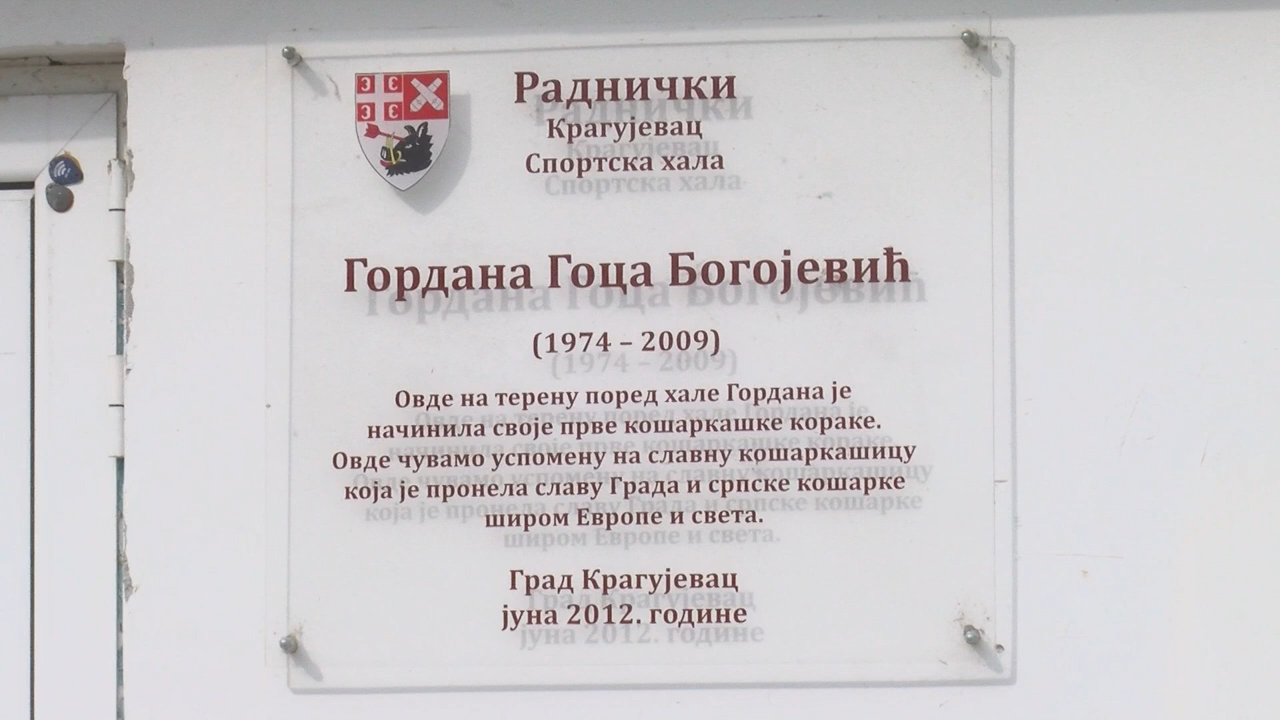 Раднички
Крагујевац
Спортска хала
Гордана Гоца Богојевић
(1974 – 2009)
Овде на терену поред хале Гордана је
начинила своје прве кошаркашке кораке.
Овде чувамо успомену на славну кошаркашицу
која је пронела славу Града и српске кошарке
широм Европе и света.
Град Крагујевац
јуна 2012. године